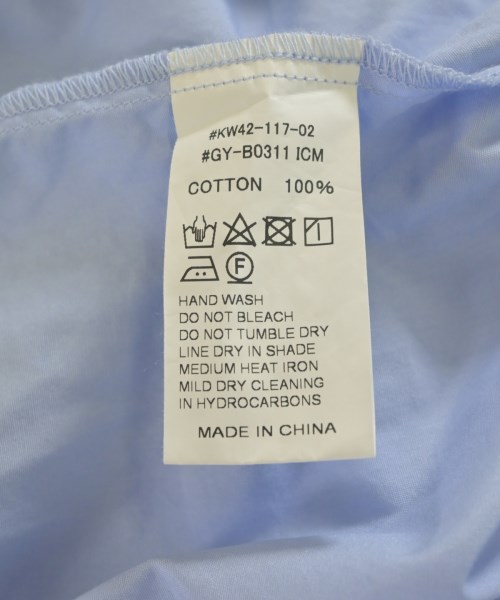 #KW42-117-02
#GY-B0311 ICM
COTTON 100%
F
HAND WASH
DO NOT BLEACH
DO NOT TUMBLE DRY
LINE DRY IN SHADE
MEDIUM HEAT IRON
MILD DRY CLEANING
IN HYDROCARBONS
MADE IN CHINA